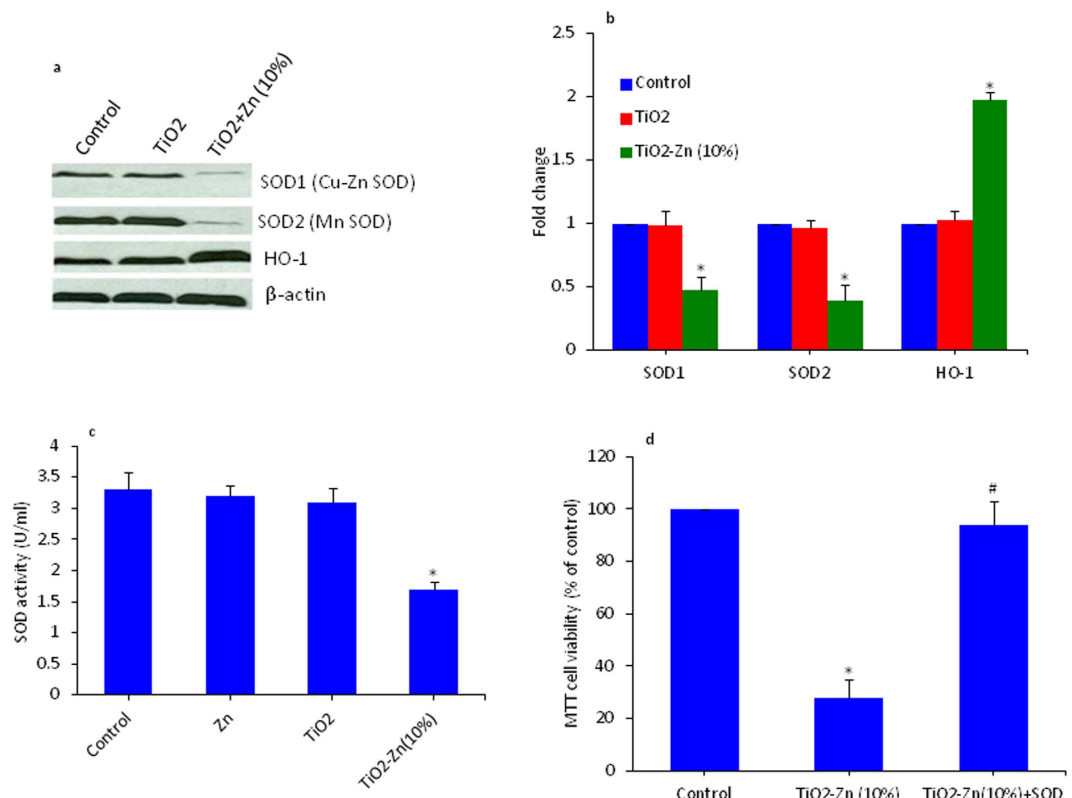 a
Control
TiO2
TiO2+Zn (10%)
SOD1 (Cu-Zn SOD)
SOD2 (Mn SOD)
HO-1
β-actin
b
2.5
2
1.5
1
0.5
0
Fold change
Control
TiO2
TiO2-Zn (10%)
*
*
*
SOD1
SOD2
HO-1
c
4
3.5
3
2.5
2
1.5
1
0.5
0
SOD activity (U/ml)
*
Control
Zn
TiO2
TiO2-Zn(10%)
d
120
100
80
60
40
20
0
MTT cell viability (% of control)
*
#
Control
TiO2-Zn (10%)
TiO2-Zn(10%)+SOD